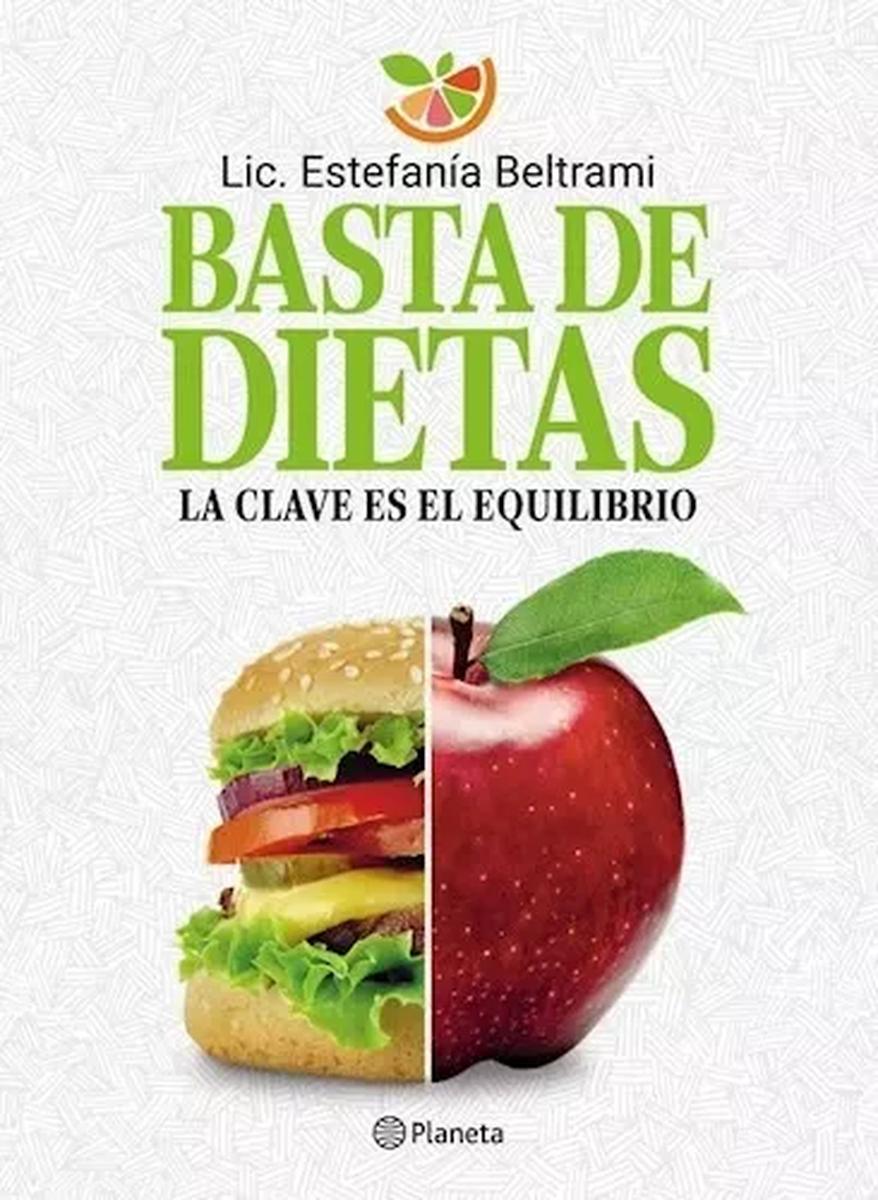 Lic. Estefanía Beltrami
BASTA DE
DIETAS
LA CLAVE ES EL EQUILIBRIO
Planeta